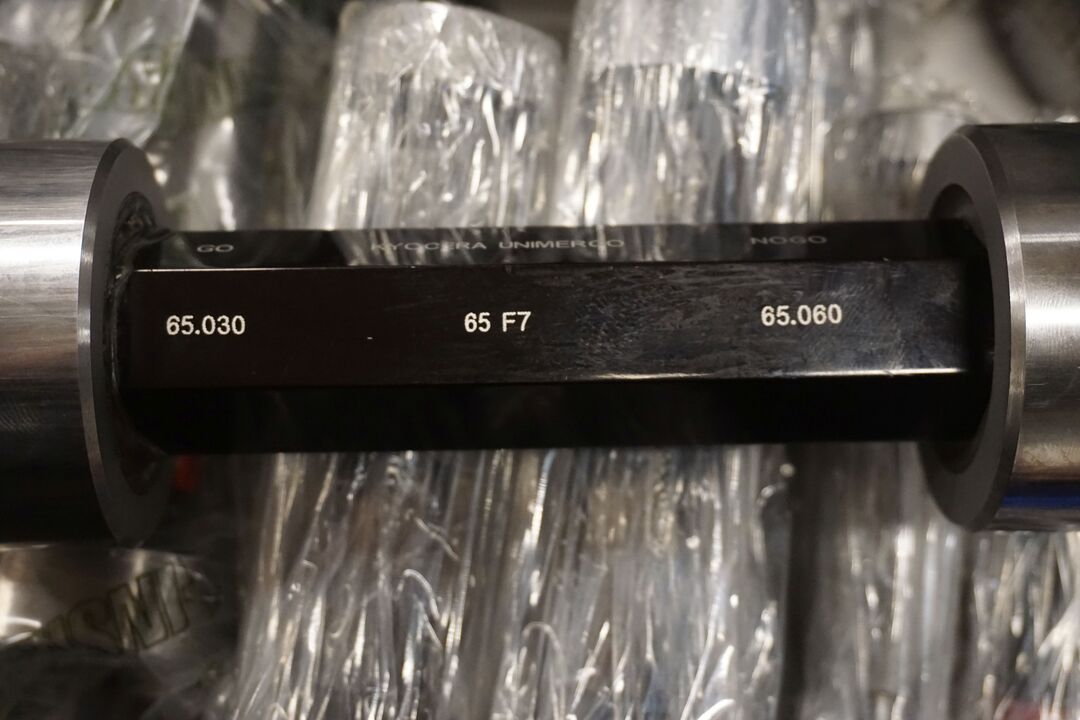 GO KYOCERA UNIMERCO NOGO
65.030 65 F7 65.060